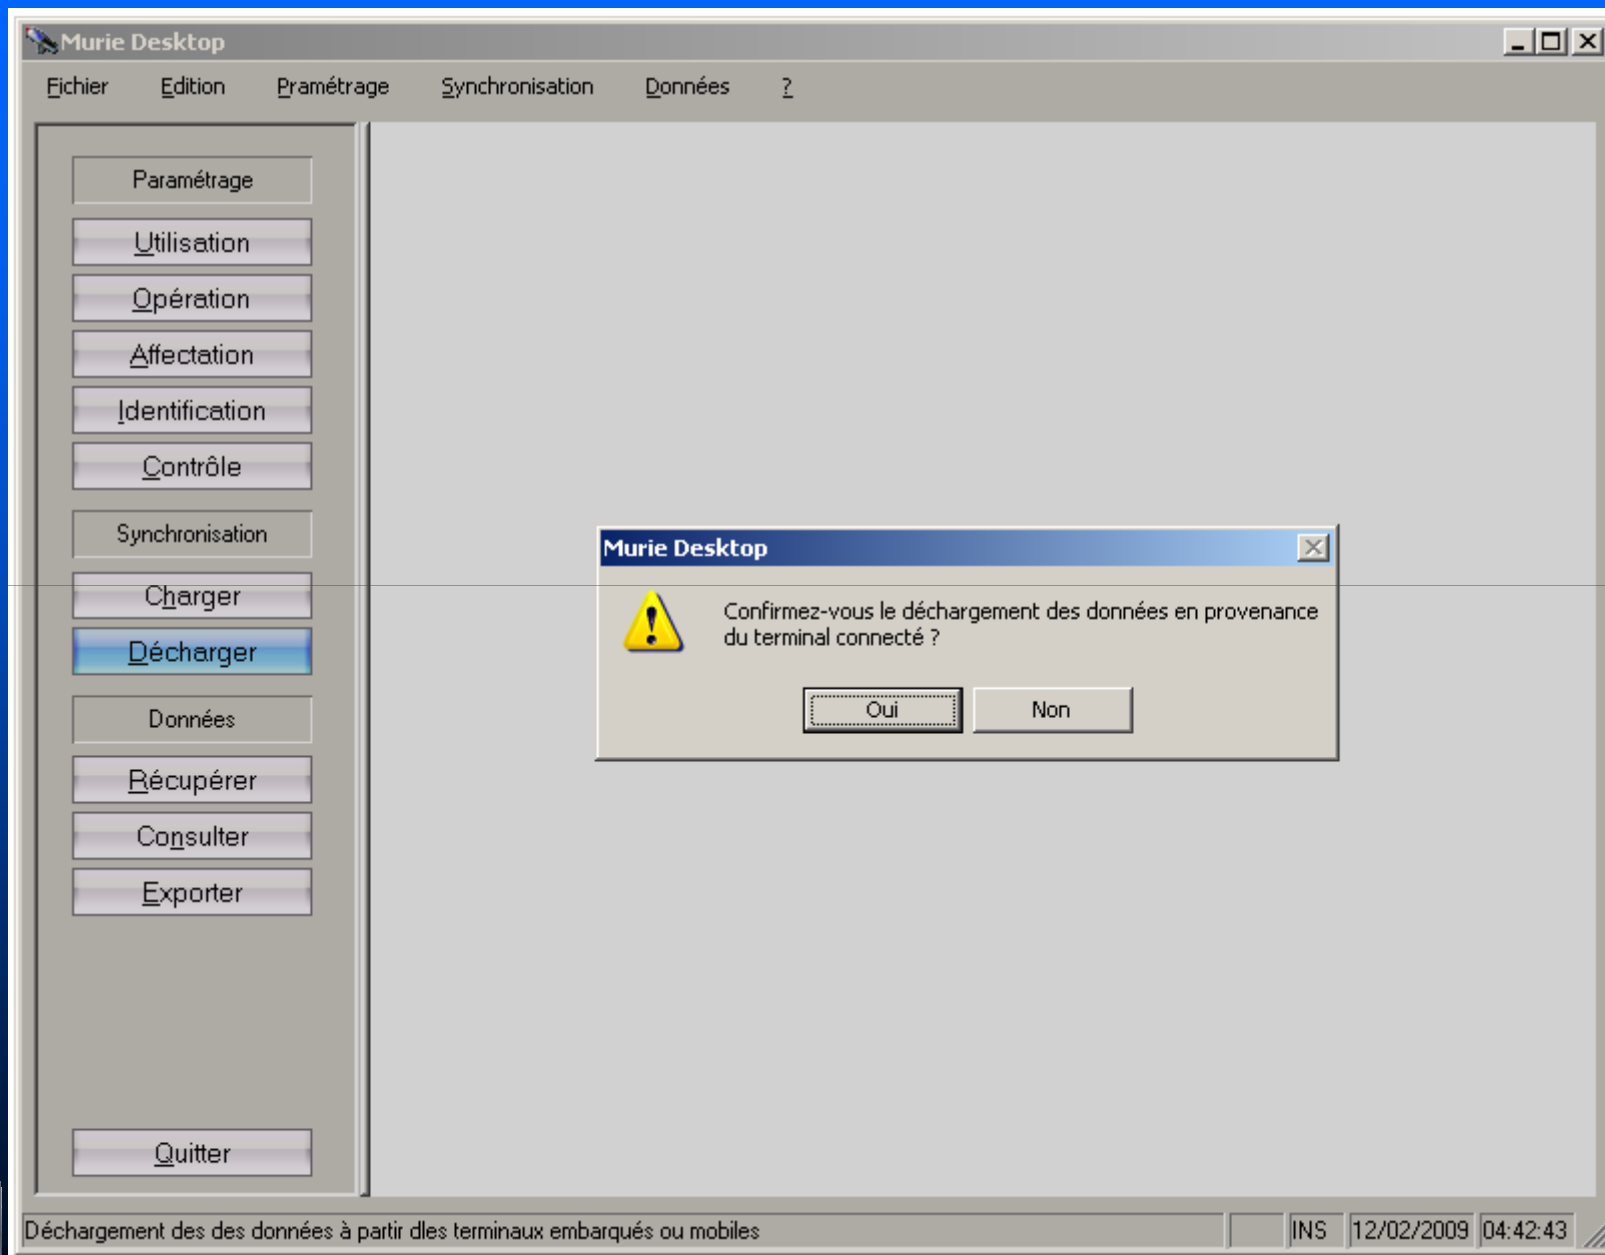 Murie Desktop
Fichier Edition Pramétrage Synchronisation Données ?
Paramétrage
Utilisation
Opération
Affectation
Identification
Contrôle
Synchronisation
Charger
Décharger
Données
Récupérer
Consulter
Exporter
Quitter
Murie Desktop
Confirmez-vous le déchargement des données en provenance
du terminal connecté ?
Oui Non
Déchargement des des données à partir dles terminaux embarqués ou mobiles INS 12/02/2009 04:42:43